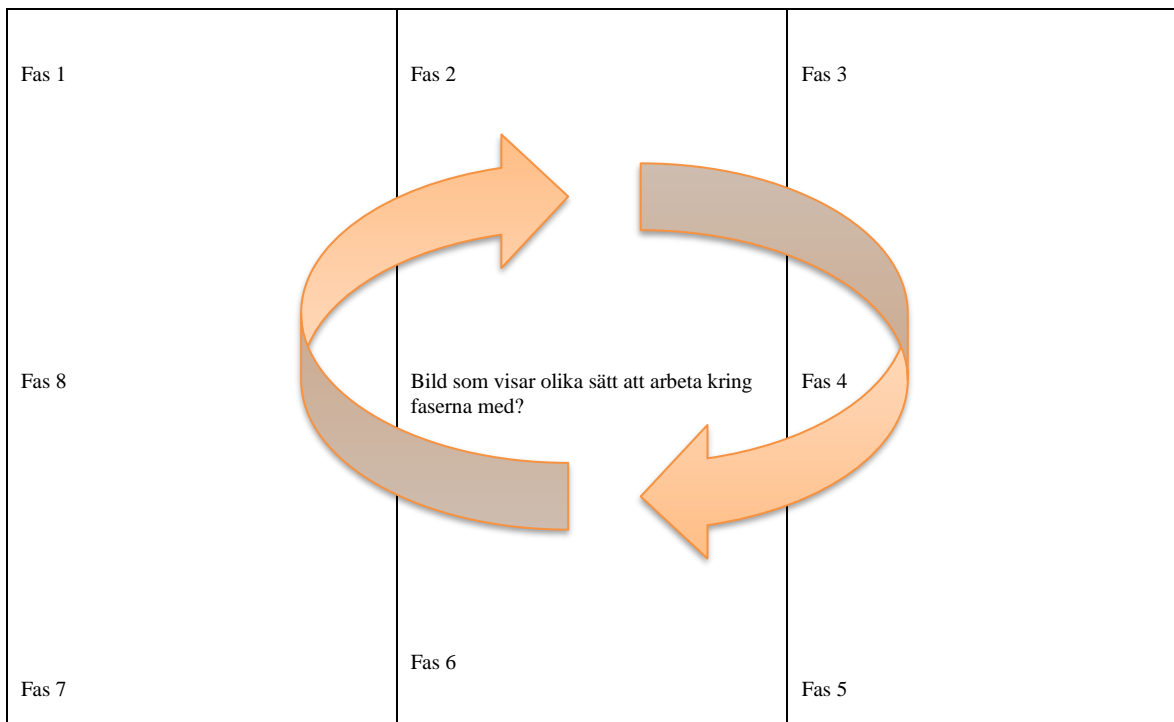 Fas 1
Fas 2
Fas 3
Fas 8
Bild som visar olika sätt att arbeta kring
faserna med?
Fas 4
Fas 7
Fas 6
Fas 5